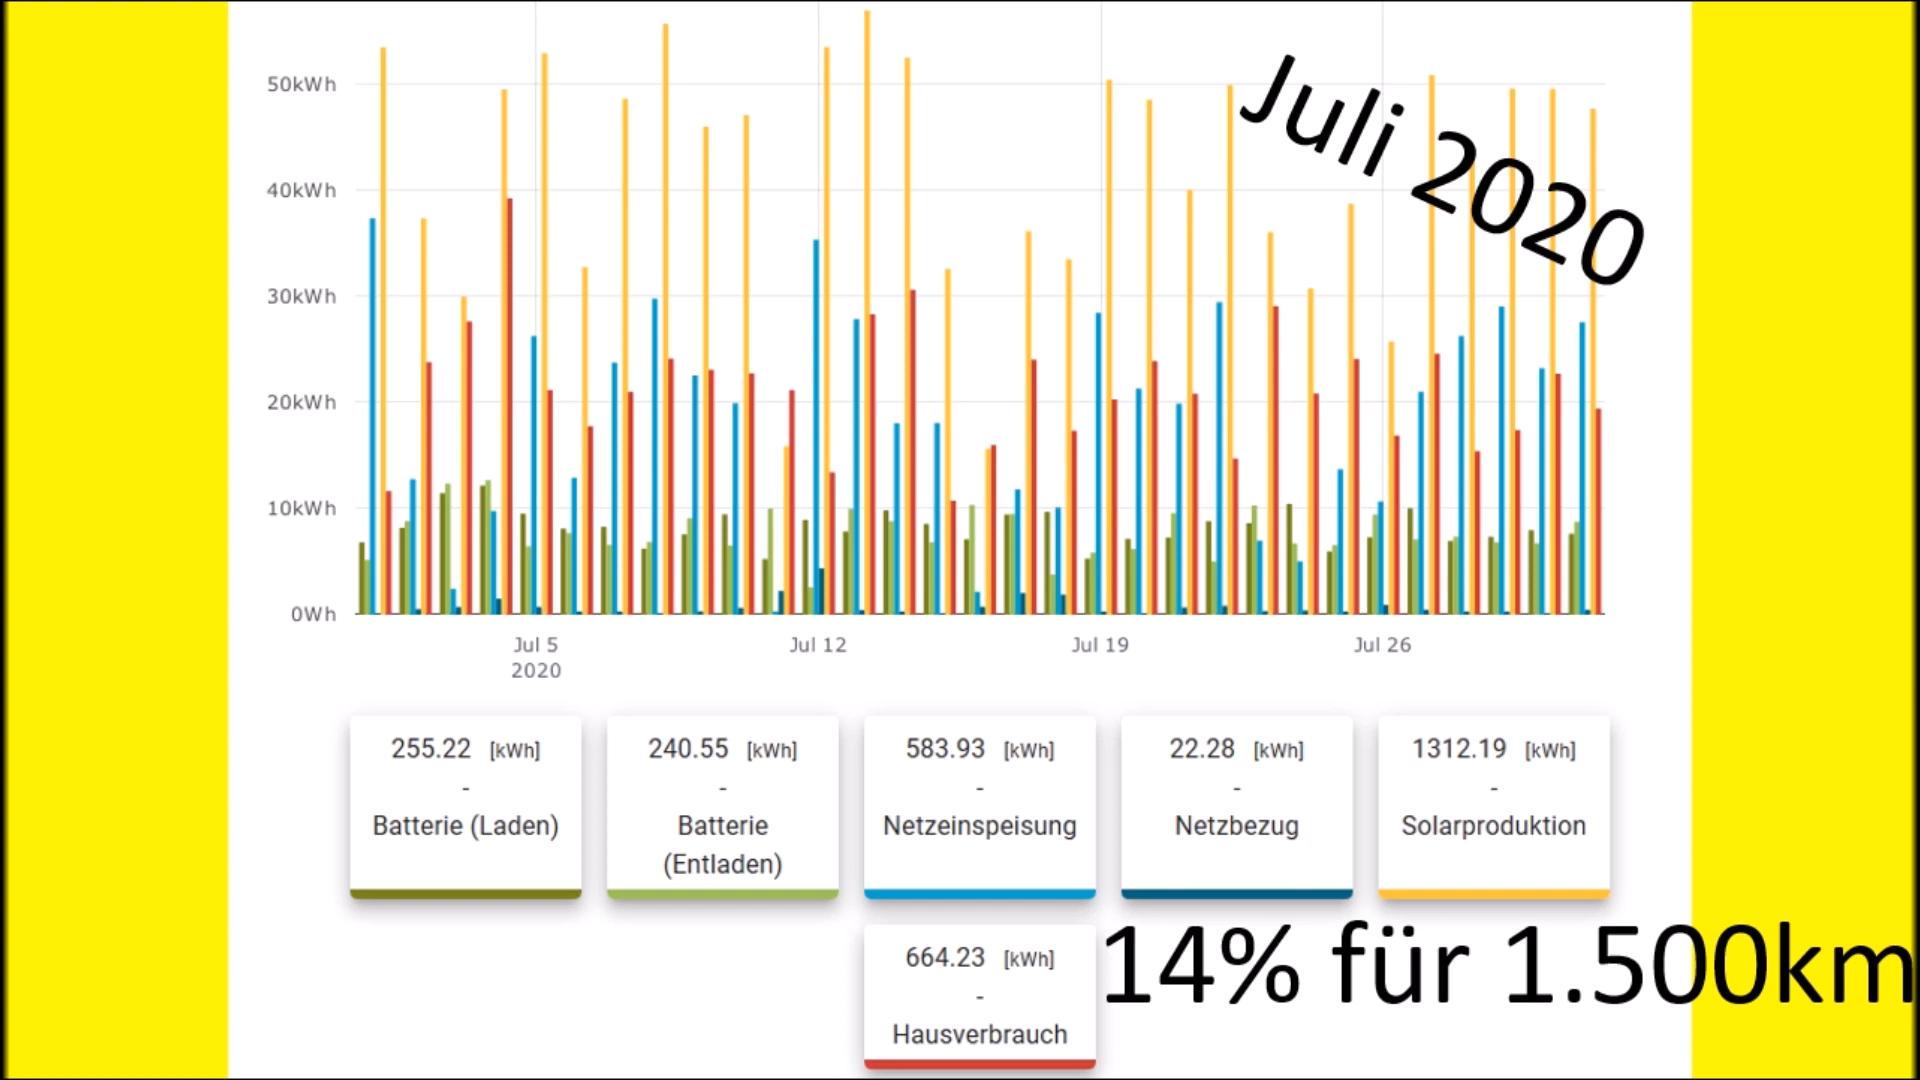 50kWh
40kWh
30kWh
20kWh
10kWh
0Wh
Juli 2020
Jul 5
2020
Jul 12
Jul 19
Jul 26
255.22 [kWh]
-
Batterie (Laden)
240.55 [kWh]
-
Batterie
(Entladen)
583.93 [kWh]
-
Netzeinspeisung
22.28 [kWh]
-
Netzbezug
1312.19 [kWh]
-
Solarproduktion
664.23 [kWh]
-
Hausverbrauch
14% für 1.500km